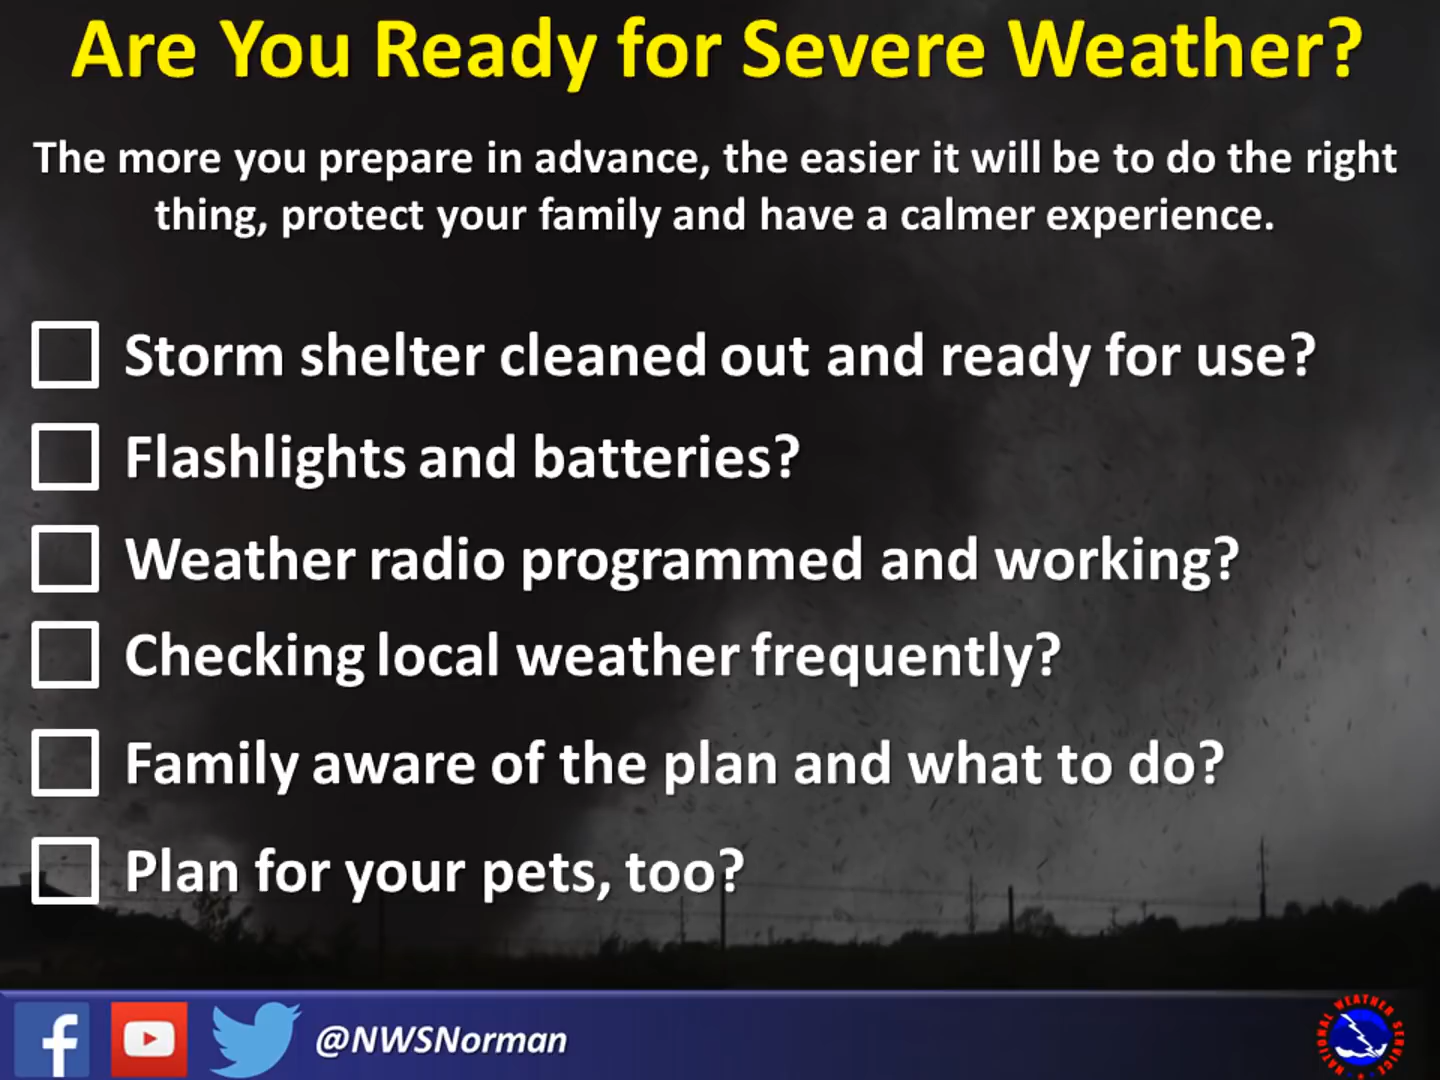 Are You Ready for Severe Weather?
The more you prepare in advance, the easier it will be to do the right
thing, protect your family and have a calmer experience.
Storm shelter cleaned out and ready for use?
Flashlights and batteries?
Weather radio programmed and working?
Checking local weather frequently?
Family aware of the plan and what to do?
Plan for your pets, too?
@NWSNorman
NATIONAL WEATHER SERVICE